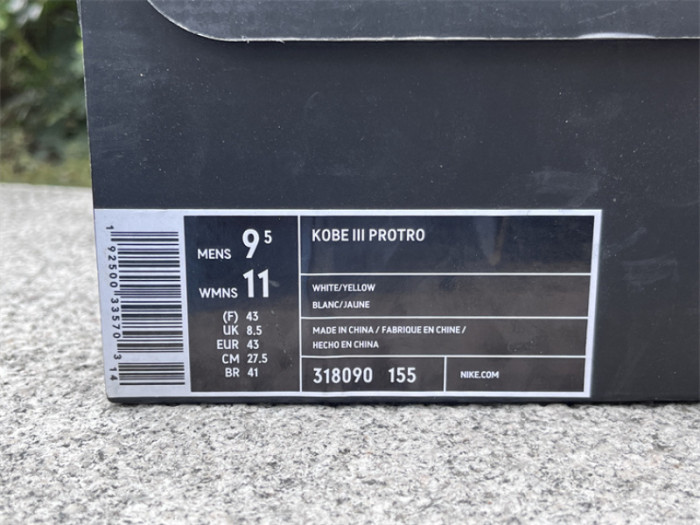 1 92500 33570 3 14
MENS 9 5
WMNS 11
(F) 43
UK 8.5
EUR 43
CM 27.5
BR 41
KOBE III PROTRO
WHITE/YELLOW
BLANC/JAUNE
MADE IN CHINA / FABRIQUE EN CHINE /
HECHO EN CHINA
318090 155
NIKE.COM